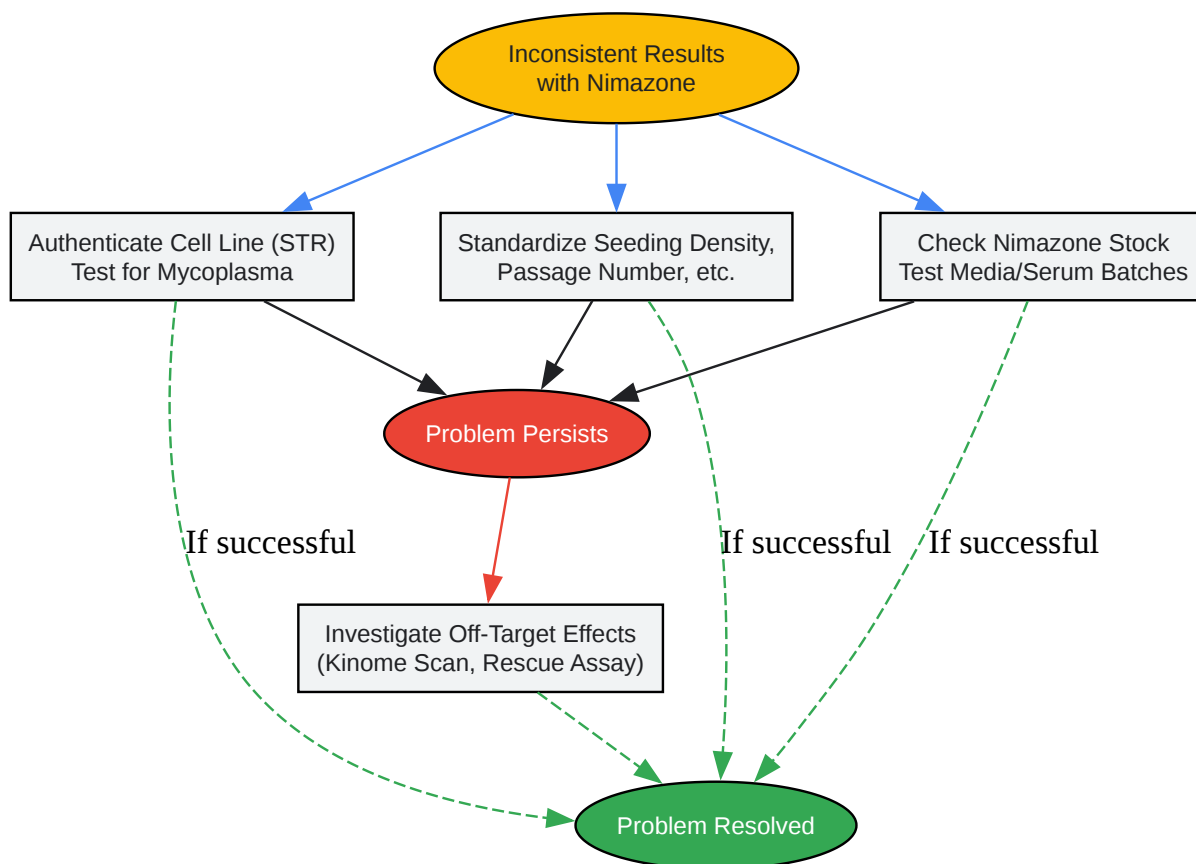 Inconsistent Results
with Nimazone
Authenticate Cell Line (STR)
Test for Mycoplasma
Standardize Seeding Density,
Passage Number, etc.
Check Nimazone Stock
Test Media/Serum Batches
Problem Persists
If successful
If successful
If successful
Investigate Off-Target Effects
(Kinome Scan, Rescue Assay)
Problem Resolved